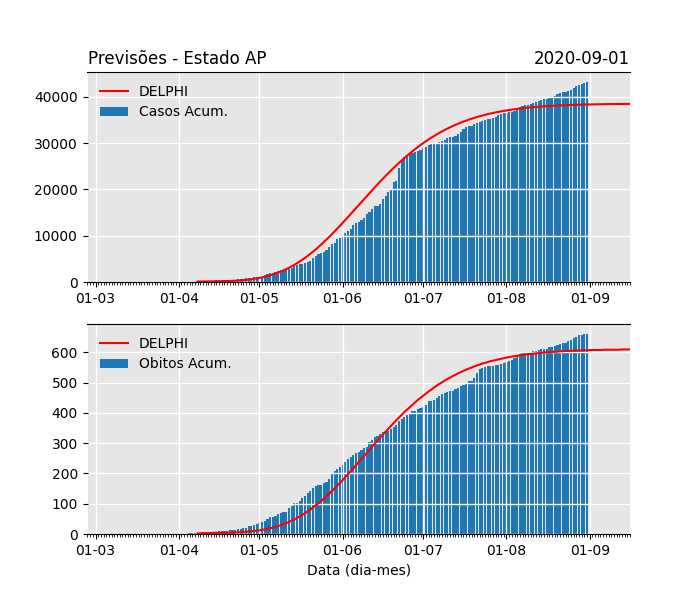 Previsões - Estado AP 2020-09-01
DELPHI
Casos Acum.
40000
30000
20000
10000
0
01-03 01-04 01-05 01-06 01-07 01-08 01-09
DELPHI
Obitos Acum.
600
500
400
300
200
100
0
01-03 01-04 01-05 01-06 01-07 01-08 01-09
Data (dia-mes)